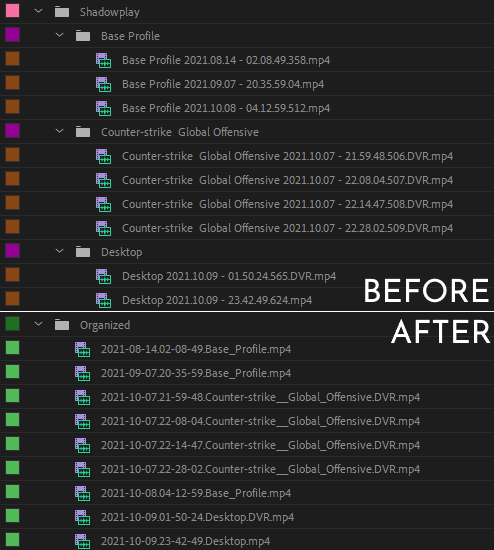 Shadowplay
Base Profile
Base Profile 2021.08.14 - 02.08.49.358.mp4
Base Profile 2021.09.07 - 20.35.59.04.mp4
Base Profile 2021.10.08 - 04.12.59.512.mp4
Counter-strike  Global Offensive
Counter-strike  Global Offensive 2021.10.07 - 21.59.48.506.DVR.mp4
Counter-strike  Global Offensive 2021.10.07 - 22.08.04.507.DVR.mp4
Counter-strike  Global Offensive 2021.10.07 - 22.14.47.508.DVR.mp4
Counter-strike  Global Offensive 2021.10.07 - 22.28.02.509.DVR.mp4
Desktop
Desktop 2021.10.09 - 01.50.24.565.DVR.mp4
Desktop 2021.10.09 - 23.42.49.624.mp4
BEFORE
AFTER
Organized
2021-08-14.02-08-49.Base_Profile.mp4
2021-09-07.20-35-59.Base_Profile.mp4
2021-10-07.21-59-48.Counter-strike__Global_Offensive.DVR.mp4
2021-10-07.22-08-04.Counter-strike__Global_Offensive.DVR.mp4
2021-10-07.22-14-47.Counter-strike__Global_Offensive.DVR.mp4
2021-10-07.22-28-02.Counter-strike__Global_Offensive.DVR.mp4
2021-10-08.04-12-59.Base_Profile.mp4
2021-10-09.01-50-24.Desktop.DVR.mp4
2021-10-09.23-42-49.Desktop.mp4